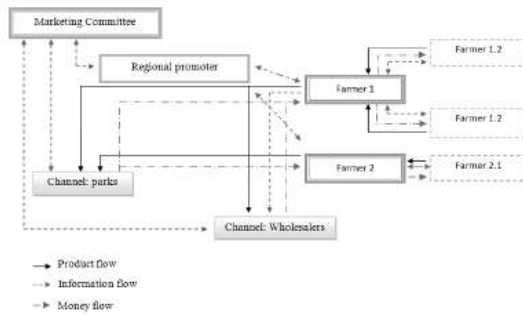 Marketing Committee
Regional promoter
Farmer 1.2
Farmer 1
Farmer 1.2
Farmer 2
Farmer 2.1
Channel: parks
Channel: Wholesalers
Product flow
Information flow
Money flow